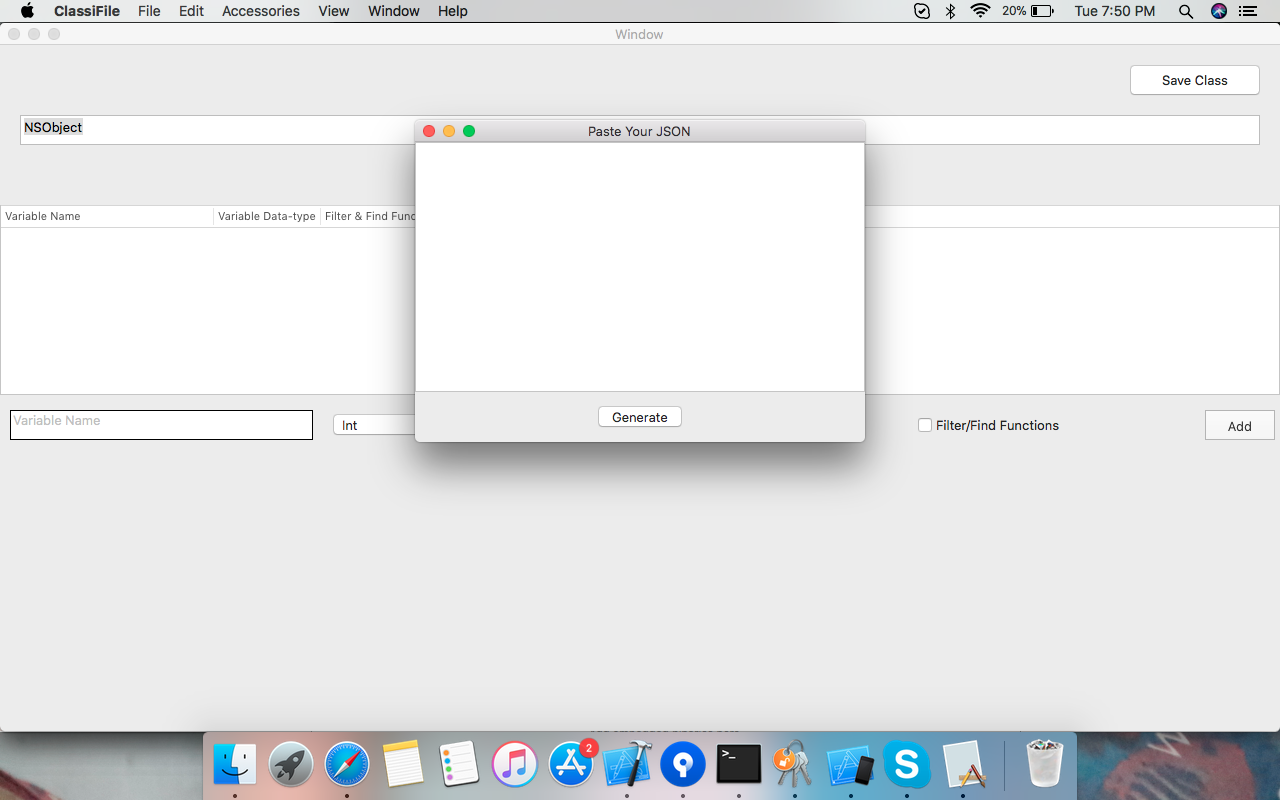 ClassiFile File Edit Accessories View Window Help 20% Tue 7:50 PM
Window
Save Class
NSObject
Paste Your JSON
Variable Name Variable Data-type Filter & Find Func
Variable Name Int Generate Filter/Find Functions Add
2
>_
S